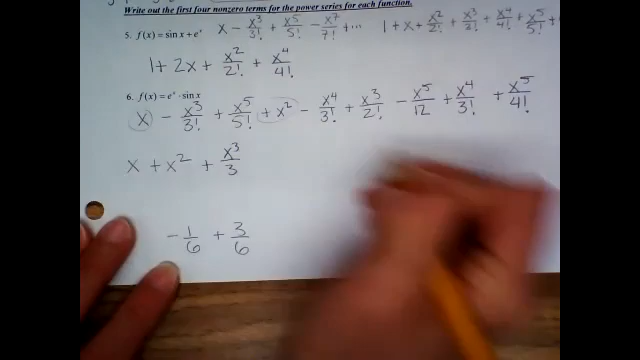 Write out the first four nonzero terms for the power series for each function.
5. f(x) = sin x + eˣ x - x³/3! + x⁵/5! - x⁷/7! + ... 1 + x + x²/2! + x³/3! + x⁴/4! + x⁵/5! +
1 + 2x + x²/2! + x⁴/4!
6. f(x) = eˣ · sin x
x - x³/3! + x⁵/5! + x² - x⁴/3! + x³/2! - x⁵/12 + x⁴/3! + x⁵/4!
x + x² + x³/3
- 1/6 + 3/6